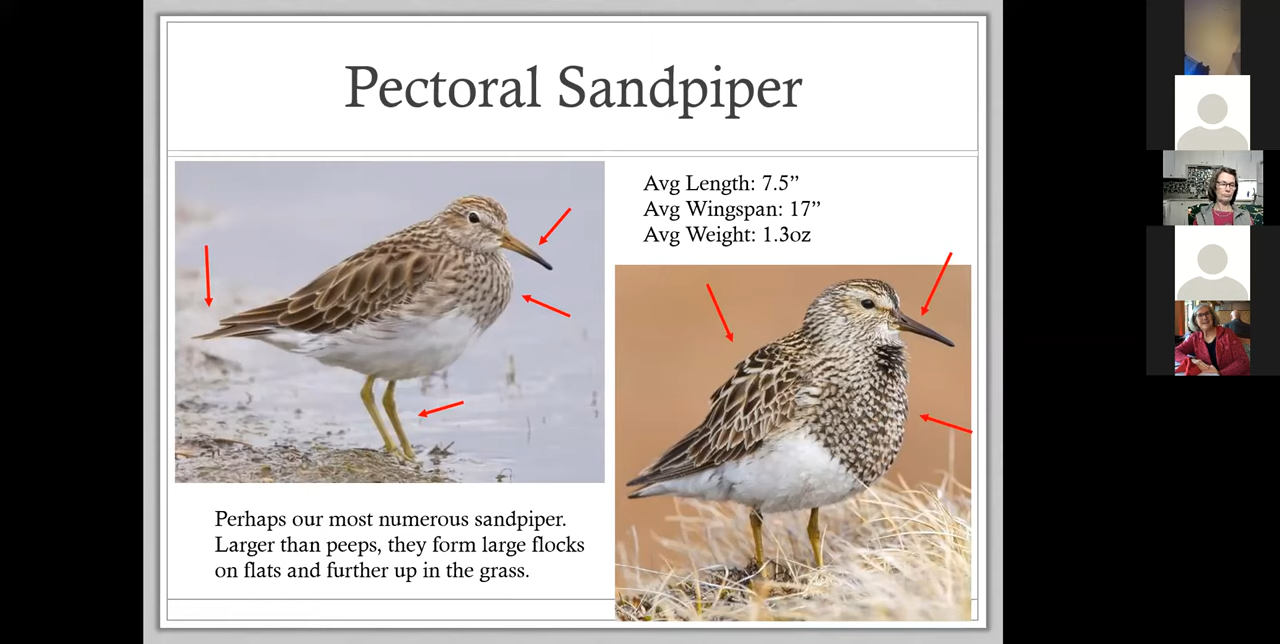 Pectoral Sandpiper
Avg Length: 7.5”
Avg Wingspan: 17”
Avg Weight: 1.3oz
Perhaps our most numerous sandpiper.
Larger than peeps, they form large flocks
on flats and further up in the grass.